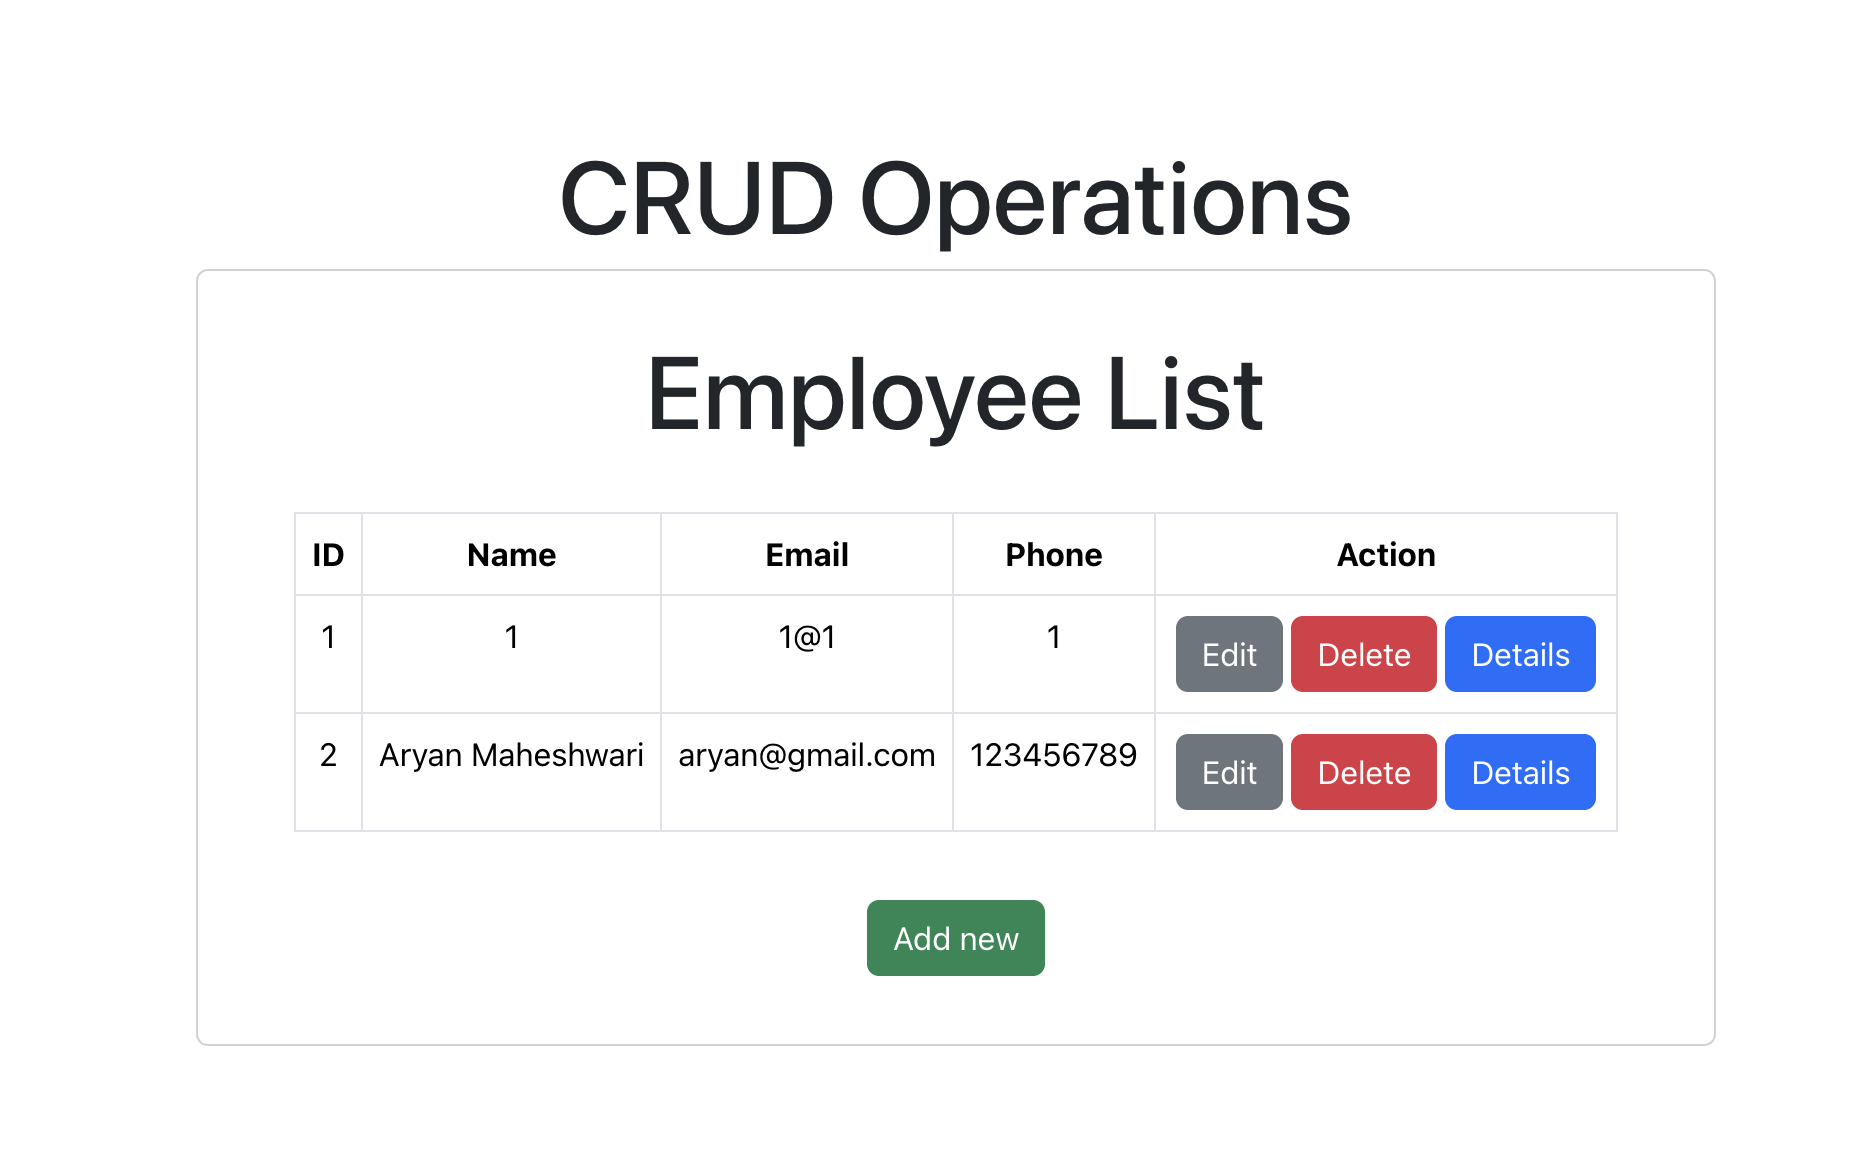 CRUD Operations
Employee List
ID Name Email Phone Action
1 1 1@1 1 Edit Delete Details
2 Aryan Maheshwari aryan@gmail.com 123456789 Edit Delete Details
Add new